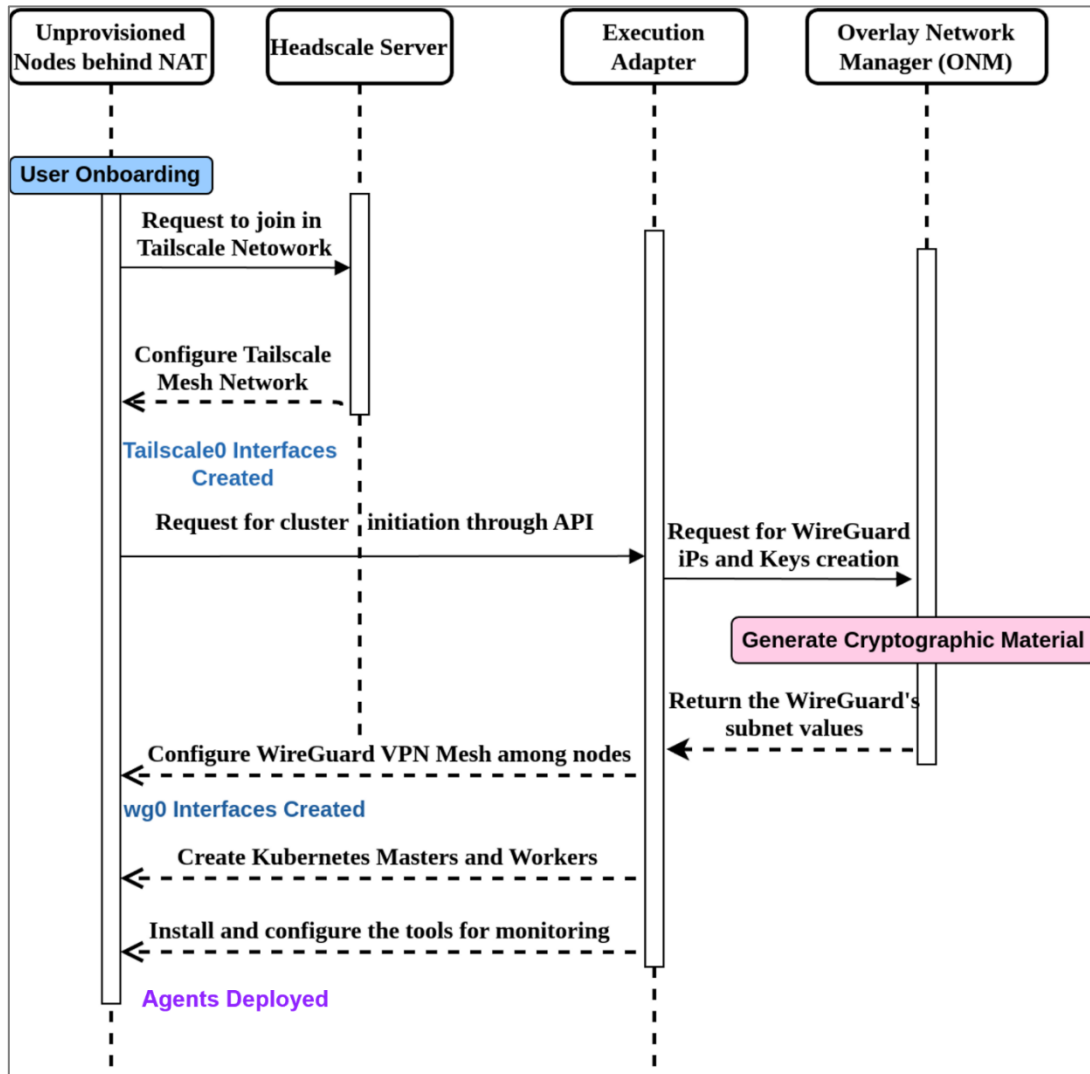 Unprovisioned
Nodes behind NAT
Headscale Server
Execution
Adapter
Overlay Network
Manager (ONM)
User Onboarding
Request to join in
Tailscale Netowork
Configure Tailscale
Mesh Network
Tailscale0 Interfaces
Created
Request for cluster initiation through API
Request for WireGuard
iPs and Keys creation
Generate Cryptographic Material
Return the WireGuard's
subnet values
Configure WireGuard VPN Mesh among nodes
wg0 Interfaces Created
Create Kubernetes Masters and Workers
Install and configure the tools for monitoring
Agents Deployed